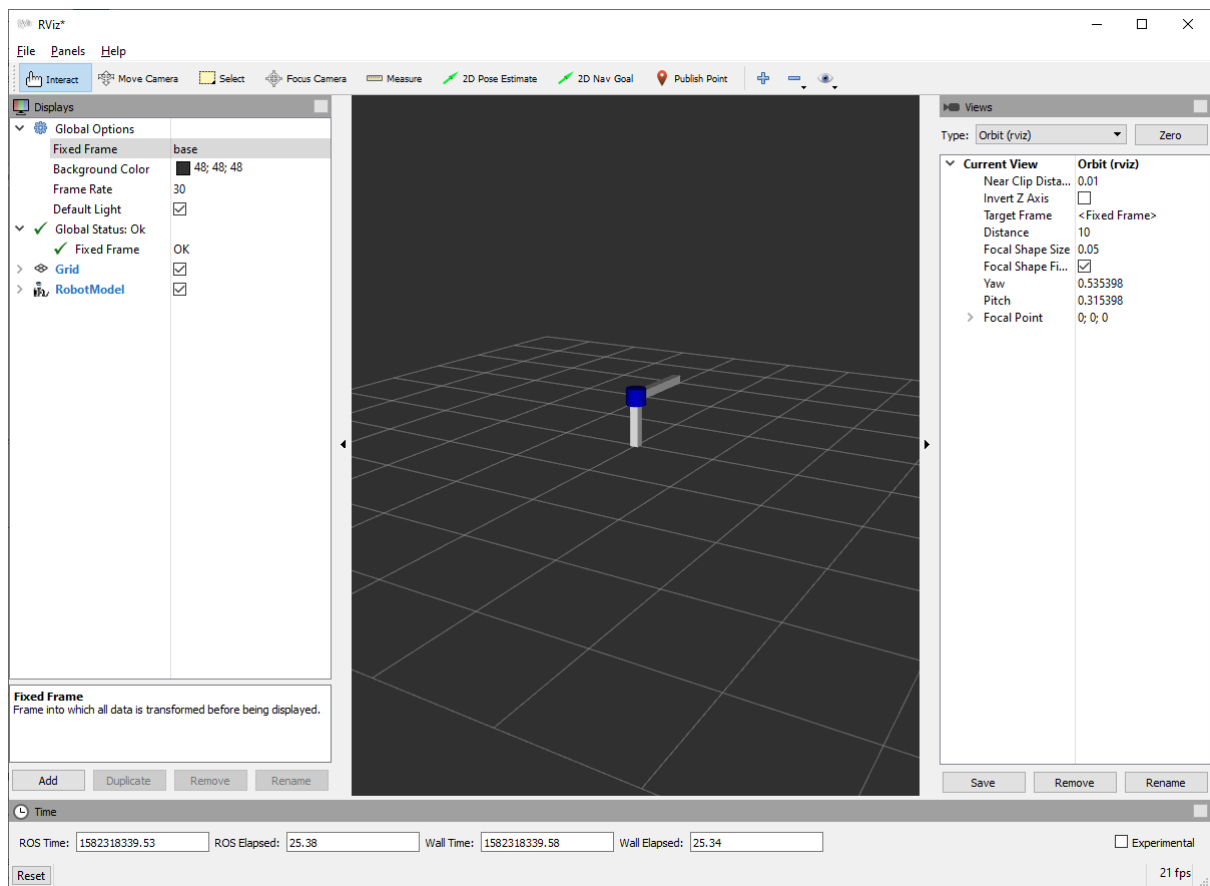 RViz*
File Panels Help
Interact Move Camera Select Focus Camera Measure 2D Pose Estimate 2D Nav Goal Publish Point
Displays
Global Options
Fixed Frame base
Background Color 48; 48; 48
Frame Rate 30
Default Light
Global Status: Ok
Fixed Frame OK
Grid
RobotModel
Fixed Frame
Frame into which all data is transformed before being displayed.
Add Duplicate Remove Rename
Views
Type: Orbit (rviz) Zero
Current View Orbit (rviz)
Near Clip Dista... 0.01
Invert Z Axis
Target Frame <Fixed Frame>
Distance 10
Focal Shape Size 0.05
Focal Shape Fi...
Yaw 0.535398
Pitch 0.315398
Focal Point 0; 0; 0
Save Remove Rename
Time
ROS Time: 1582318339.53 ROS Elapsed: 25.38 Wall Time: 1582318339.58 Wall Elapsed: 25.34 Experimental
Reset 21 fps